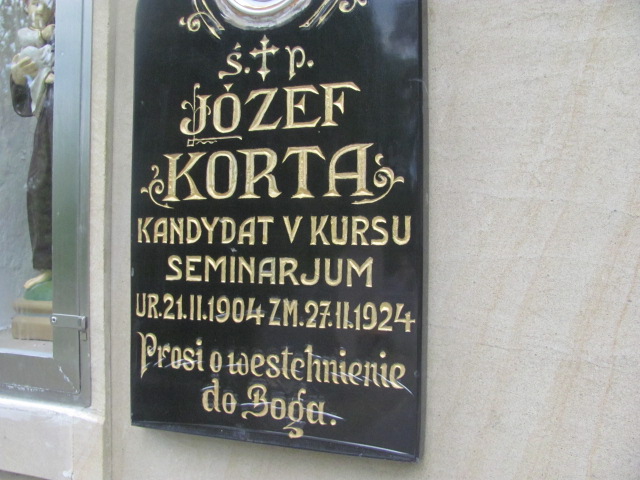 Ś.†P.
JÓZEF
KORTA
KANDYDAT V KURSU
SEMINARJUM
UR.21.II.1904 ZM.27.II.1924
Prosi o westchnienie
do Boga.